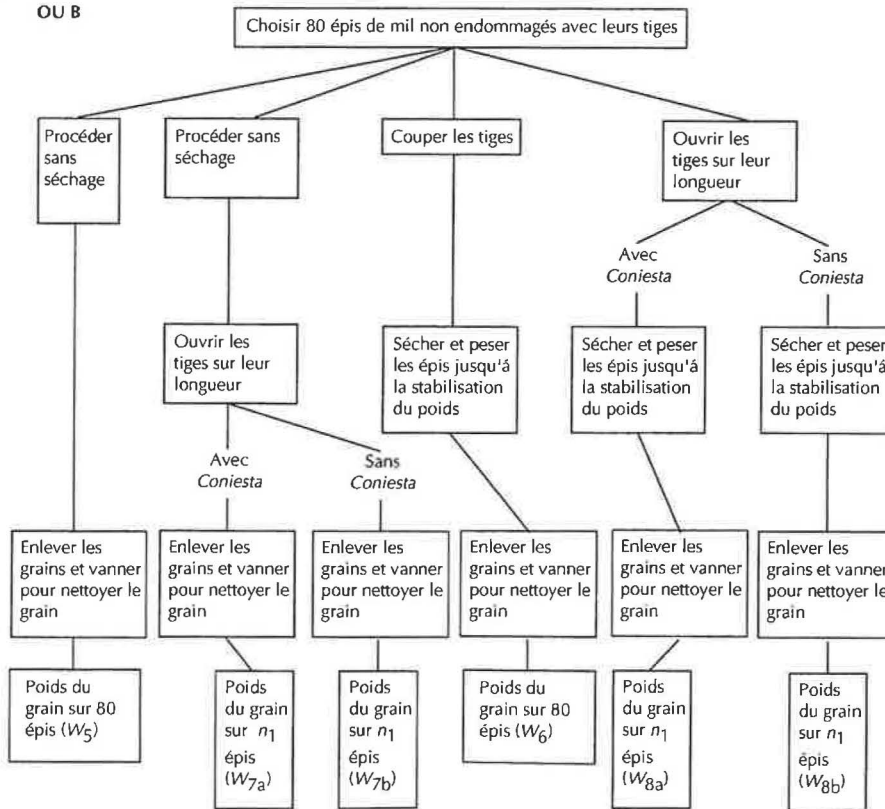 OU B
Choisir 80 épis de mil non endommagés avec leurs tiges
Procéder
sans
séchage
Procéder sans
séchage
Couper les tiges
Ouvrir les
tiges sur leur
longueur
Avec
Coniesta
Sans
Coniesta
Ouvrir les
tiges sur leur
longueur
Sécher et peser
les épis jusqu'á
la stabilisation
du poids
Sécher et peser
les épis jusqu'á
la stabilisation
du poids
Sécher et peser
les épis jusqu'á
la stabilisation
du poids
Avec
Coniesta
Sans
Coniesta
Enlever les
grains et vanner
pour nettoyer le
grain
Enlever les
grains et vanner
pour nettoyer le
grain
Enlever les
grains et vanner
pour nettoyer le
grain
Enlever les
grains et vanner
pour nettoyer le
grain
Enlever les
grains et vanner
pour nettoyer le
grain
Enlever les
grains et vanner
pour nettoyer le
grain
Poids du
grain sur 80
épis (W5)
Poids
du grain
sur n1
épis
(W7a)
Poids
du grain
sur n1
épis
(W7b)
Poids du
grain sur 80
épis (W6)
Poids
du grain
sur n1
épis
(W8a)
Poids
du grain
sur n1
épis
(W8b)